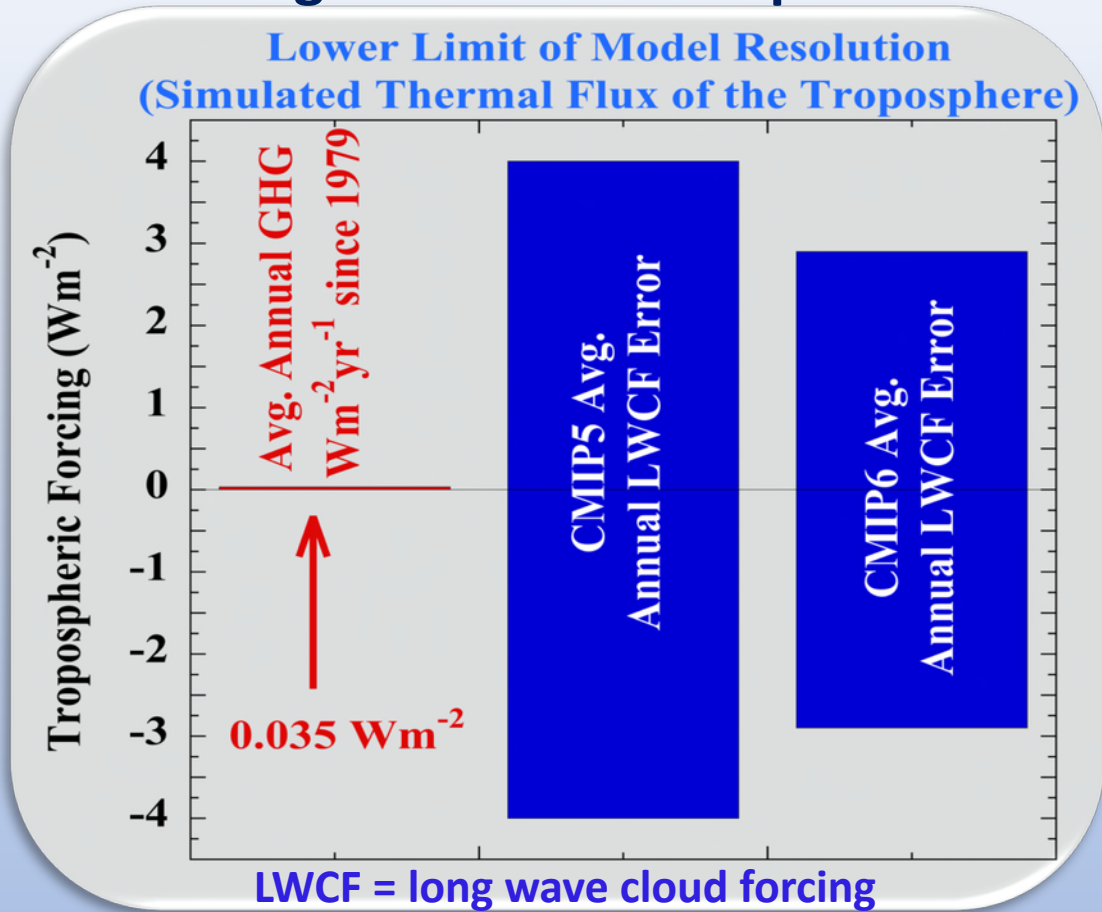 Lower Limit of Model Resolution
(Simulated Thermal Flux of the Troposphere)
Tropospheric Forcing (Wm⁻²)
4
3
2
1
0
-1
-2
-3
-4
Avg. Annual GHG
Wm⁻²yr⁻¹ since 1979
0.035 Wm⁻²
CMIP5 Avg.
Annual LWCF Error
CMIP6 Avg.
Annual LWCF Error
LWCF = long wave cloud forcing